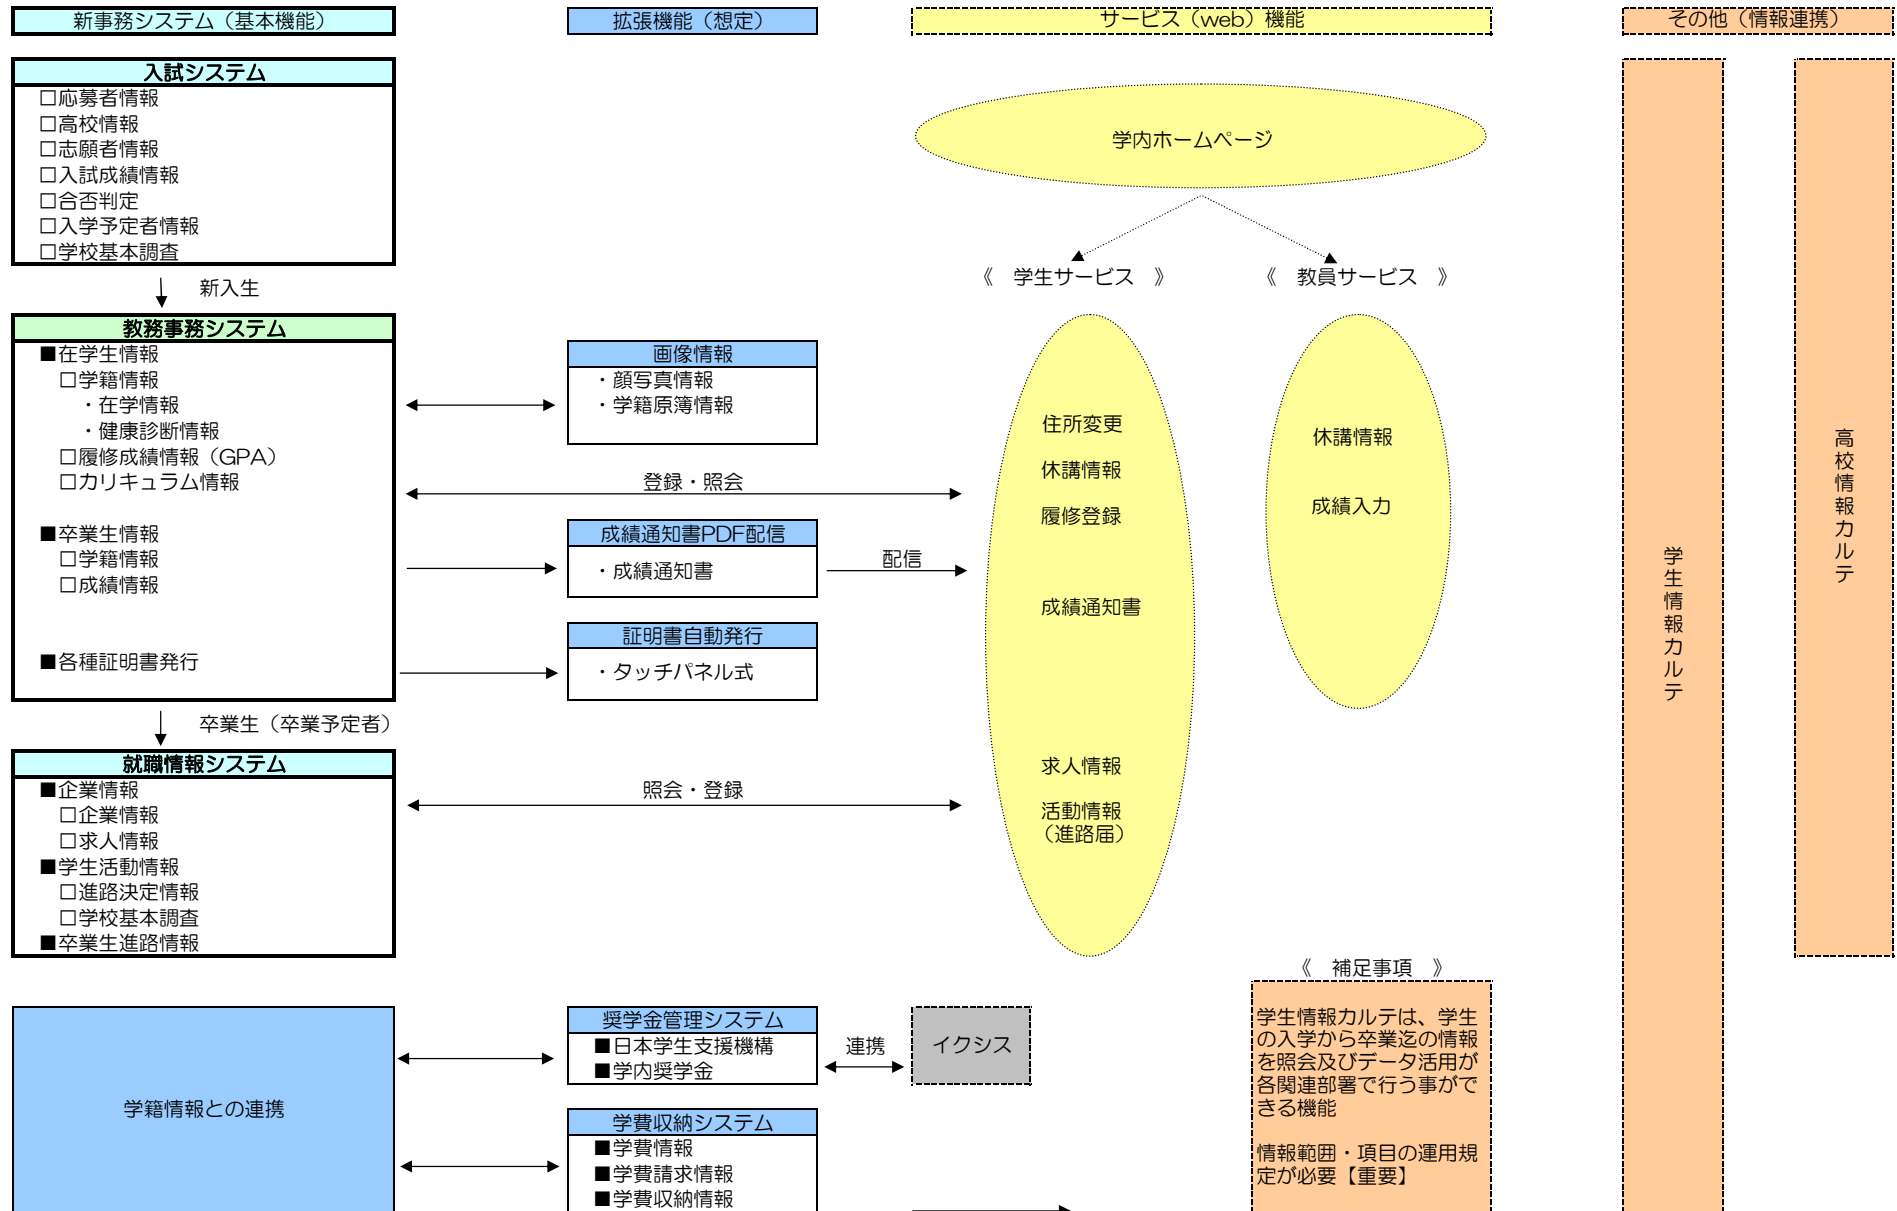 新事務システム（基本機能）
拡張機能（想定）
サービス（web）機能
その他（情報連携）
入試システム
□応募者情報
□高校情報
□志願者情報
□入試成績情報
□合否判定
□入学予定者情報
□学校基本調査
新入生
教務事務システム
■在学生情報
□学籍情報
・在学情報
・健康診断情報
□履修成績情報（GPA）
□カリキュラム情報
■卒業生情報
□学籍情報
□成績情報
■各種証明書発行
卒業生（卒業予定者）
就職情報システム
■企業情報
□企業情報
□求人情報
■学生活動情報
□進路決定情報
□学校基本調査
■卒業生進路情報
学籍情報との連携
画像情報
・顔写真情報
・学籍原簿情報
登録・照会
成績通知書PDF配信
・成績通知書
配信
証明書自動発行
・タッチパネル式
照会・登録
奨学金管理システム
■日本学生支援機構
■学内奨学金
連携
イクシス
学費収納システム
■学費情報
■学費請求情報
■学費収納情報
学内ホームページ
《　学生サービス　》
《　教員サービス　》
住所変更
休講情報
履修登録
成績通知書
求人情報
活動情報
（進路届）
休講情報
成績入力
《　補足事項　》
学生情報カルテは、学生
の入学から卒業迄の情報
を照会及びデータ活用が
各関連部署で行う事がで
きる機能
情報範囲・項目の運用規
定が必要【重要】
学生情報カルテ
高校情報カルテ